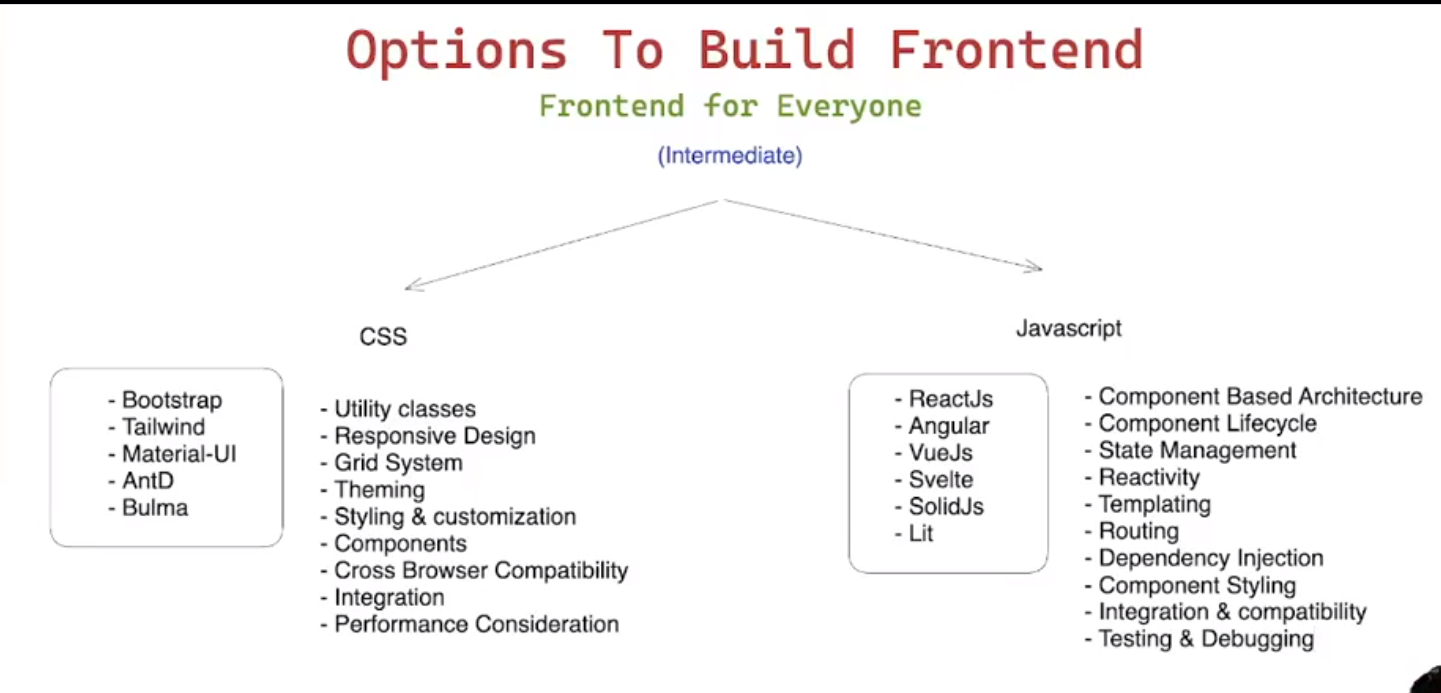 Options To Build Frontend
Frontend for Everyone
(Intermediate)
CSS
- Bootstrap
- Tailwind
- Material-UI
- AntD
- Bulma
- Utility classes
- Responsive Design
- Grid System
- Theming
- Styling & customization
- Components
- Cross Browser Compatibility
- Integration
- Performance Consideration
Javascript
- ReactJs
- Angular
- VueJs
- Svelte
- SolidJs
- Lit
- Component Based Architecture
- Component Lifecycle
- State Management
- Reactivity
- Templating
- Routing
- Dependency Injection
- Component Styling
- Integration & compatibility
- Testing & Debugging